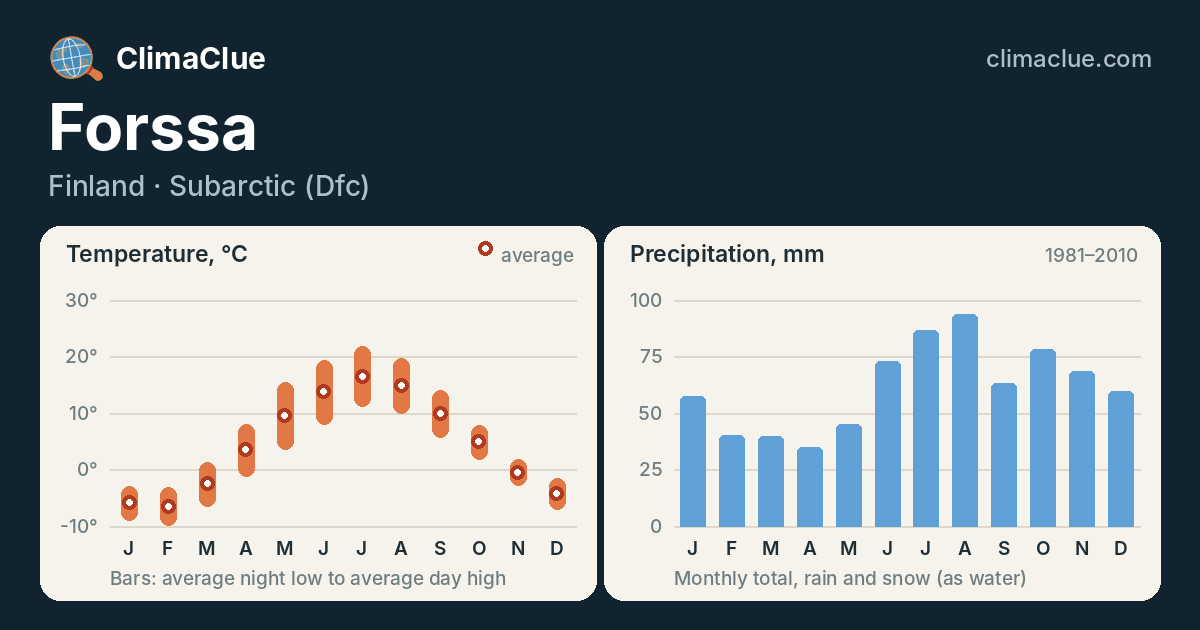 ClimaClue
climaclue.com
Forssa
Finland · Subarctic (Dfc)
Temperature, °C
average
30°
20°
10°
0°
-10°
J F M A M J J A S O N D
Bars: average night low to average day high
Precipitation, mm
1981–2010
100
75
50
25
0
J F M A M J J A S O N D
Monthly total, rain and snow (as water)